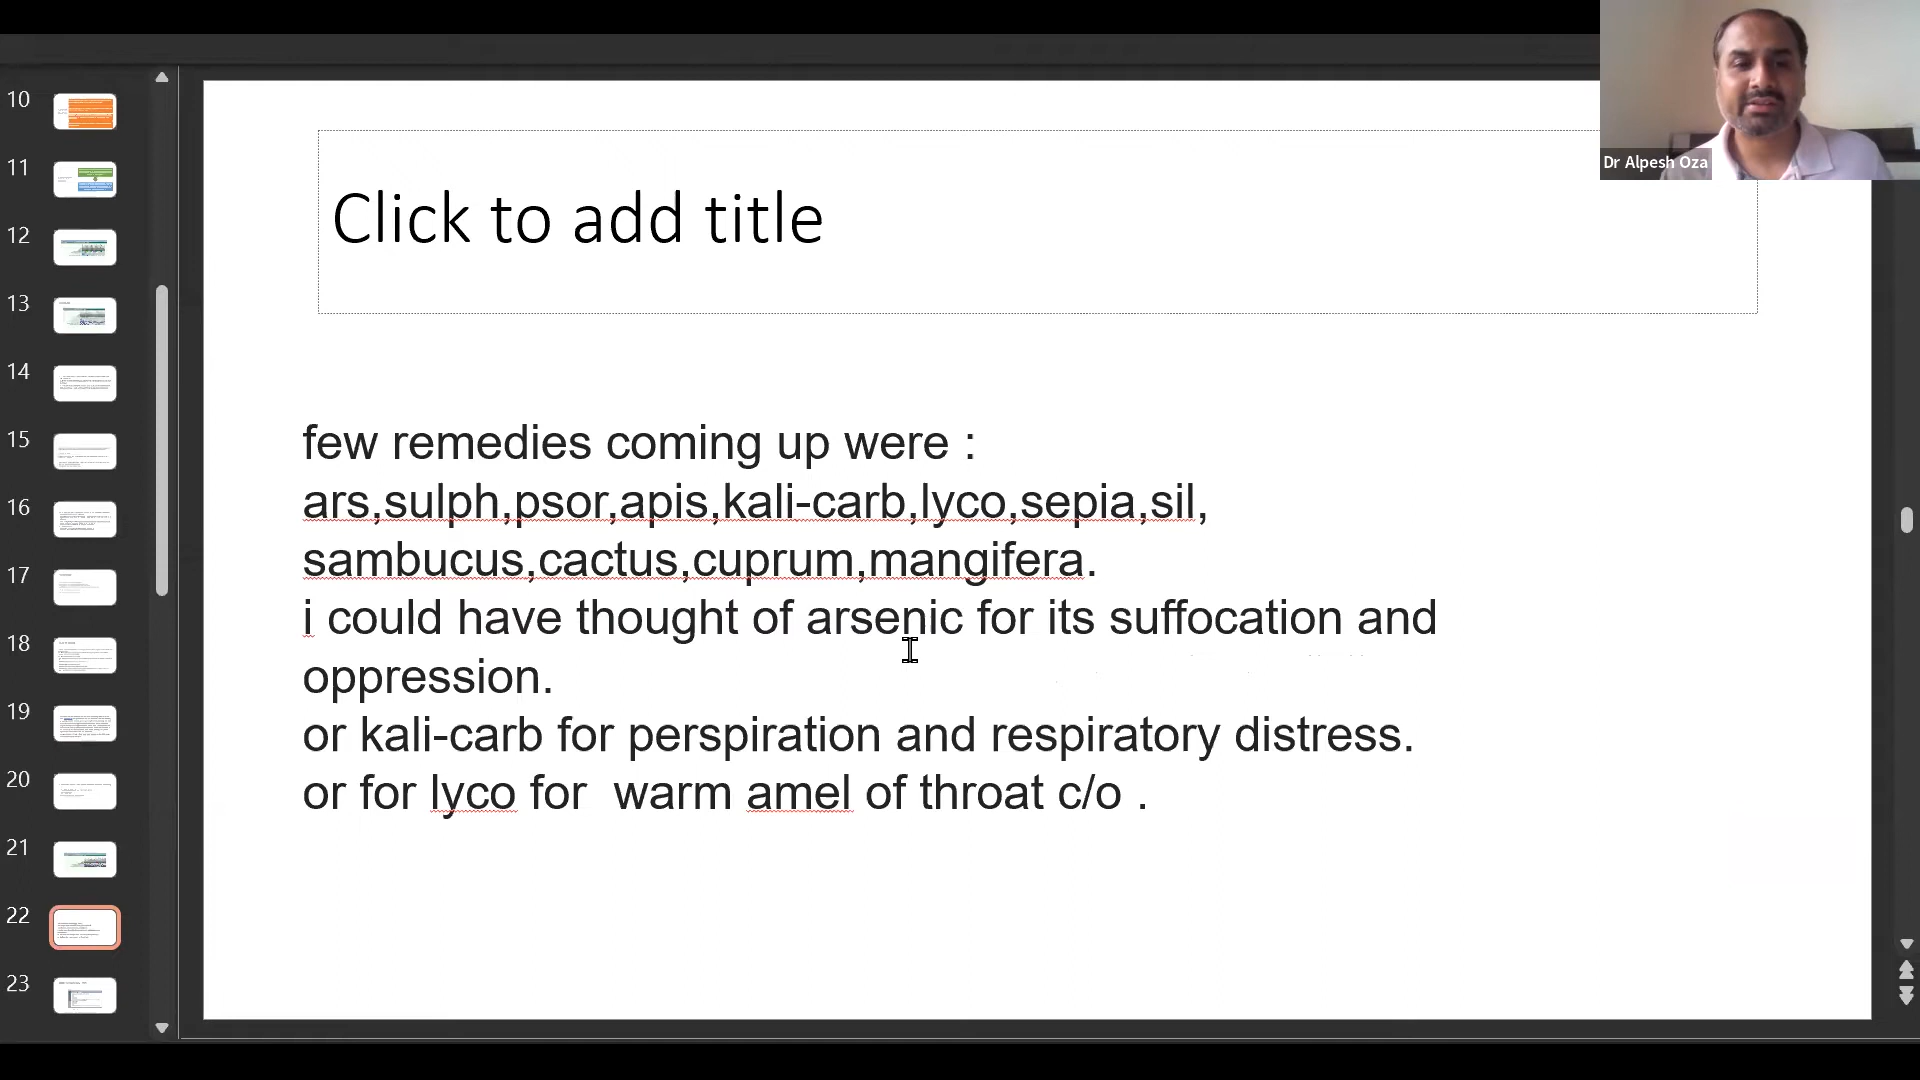 Dr Alpesh Oza
Click to add title
few remedies coming up were :
ars,sulph,psor,apis,kali-carb,lyco,sepia,sil,
sambucus,cactus,cuprum,mangifera.
i could have thought of arsenic for its suffocation and
oppression.
or kali-carb for perspiration and respiratory distress.
or for lyco for  warm amel of throat c/o .
10
11
12
13
14
15
16
17
18
19
20
21
22
23